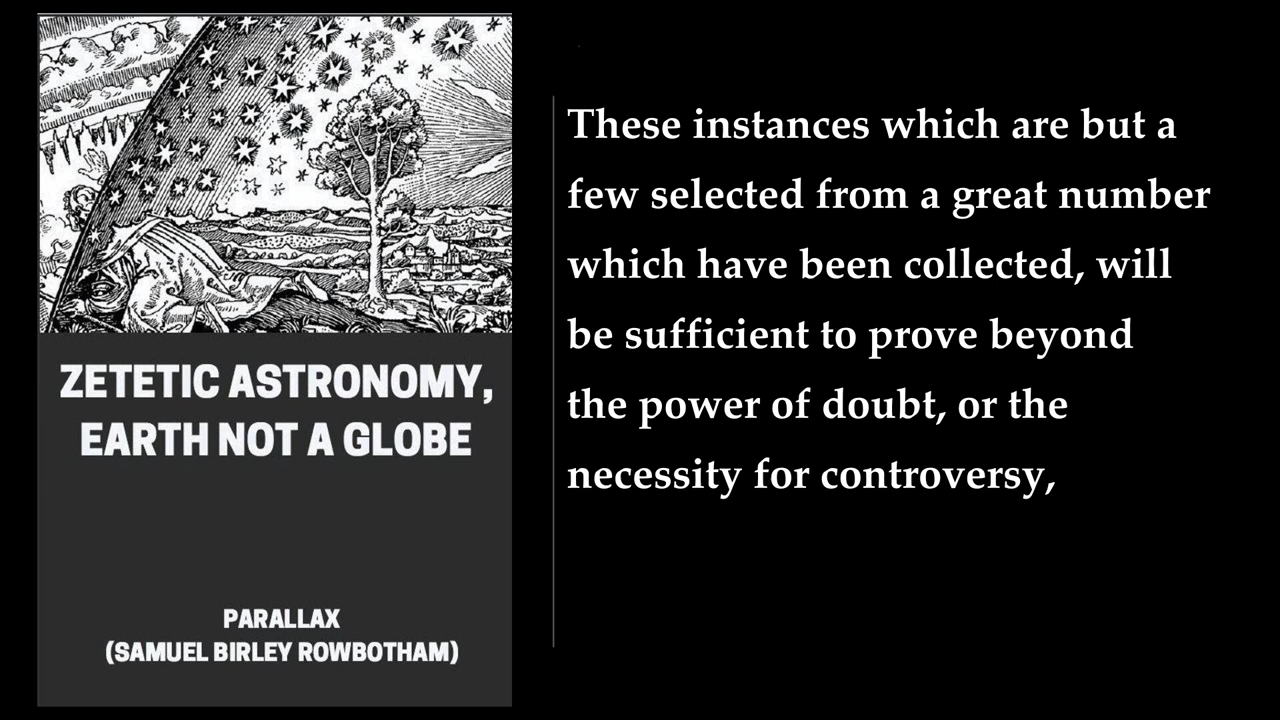 ZETETIC ASTRONOMY,
EARTH NOT A GLOBE
PARALLAX
(SAMUEL BIRLEY ROWBOTHAM)
These instances which are but a
few selected from a great number
which have been collected, will
be sufficient to prove beyond
the power of doubt, or the
necessity for controversy,